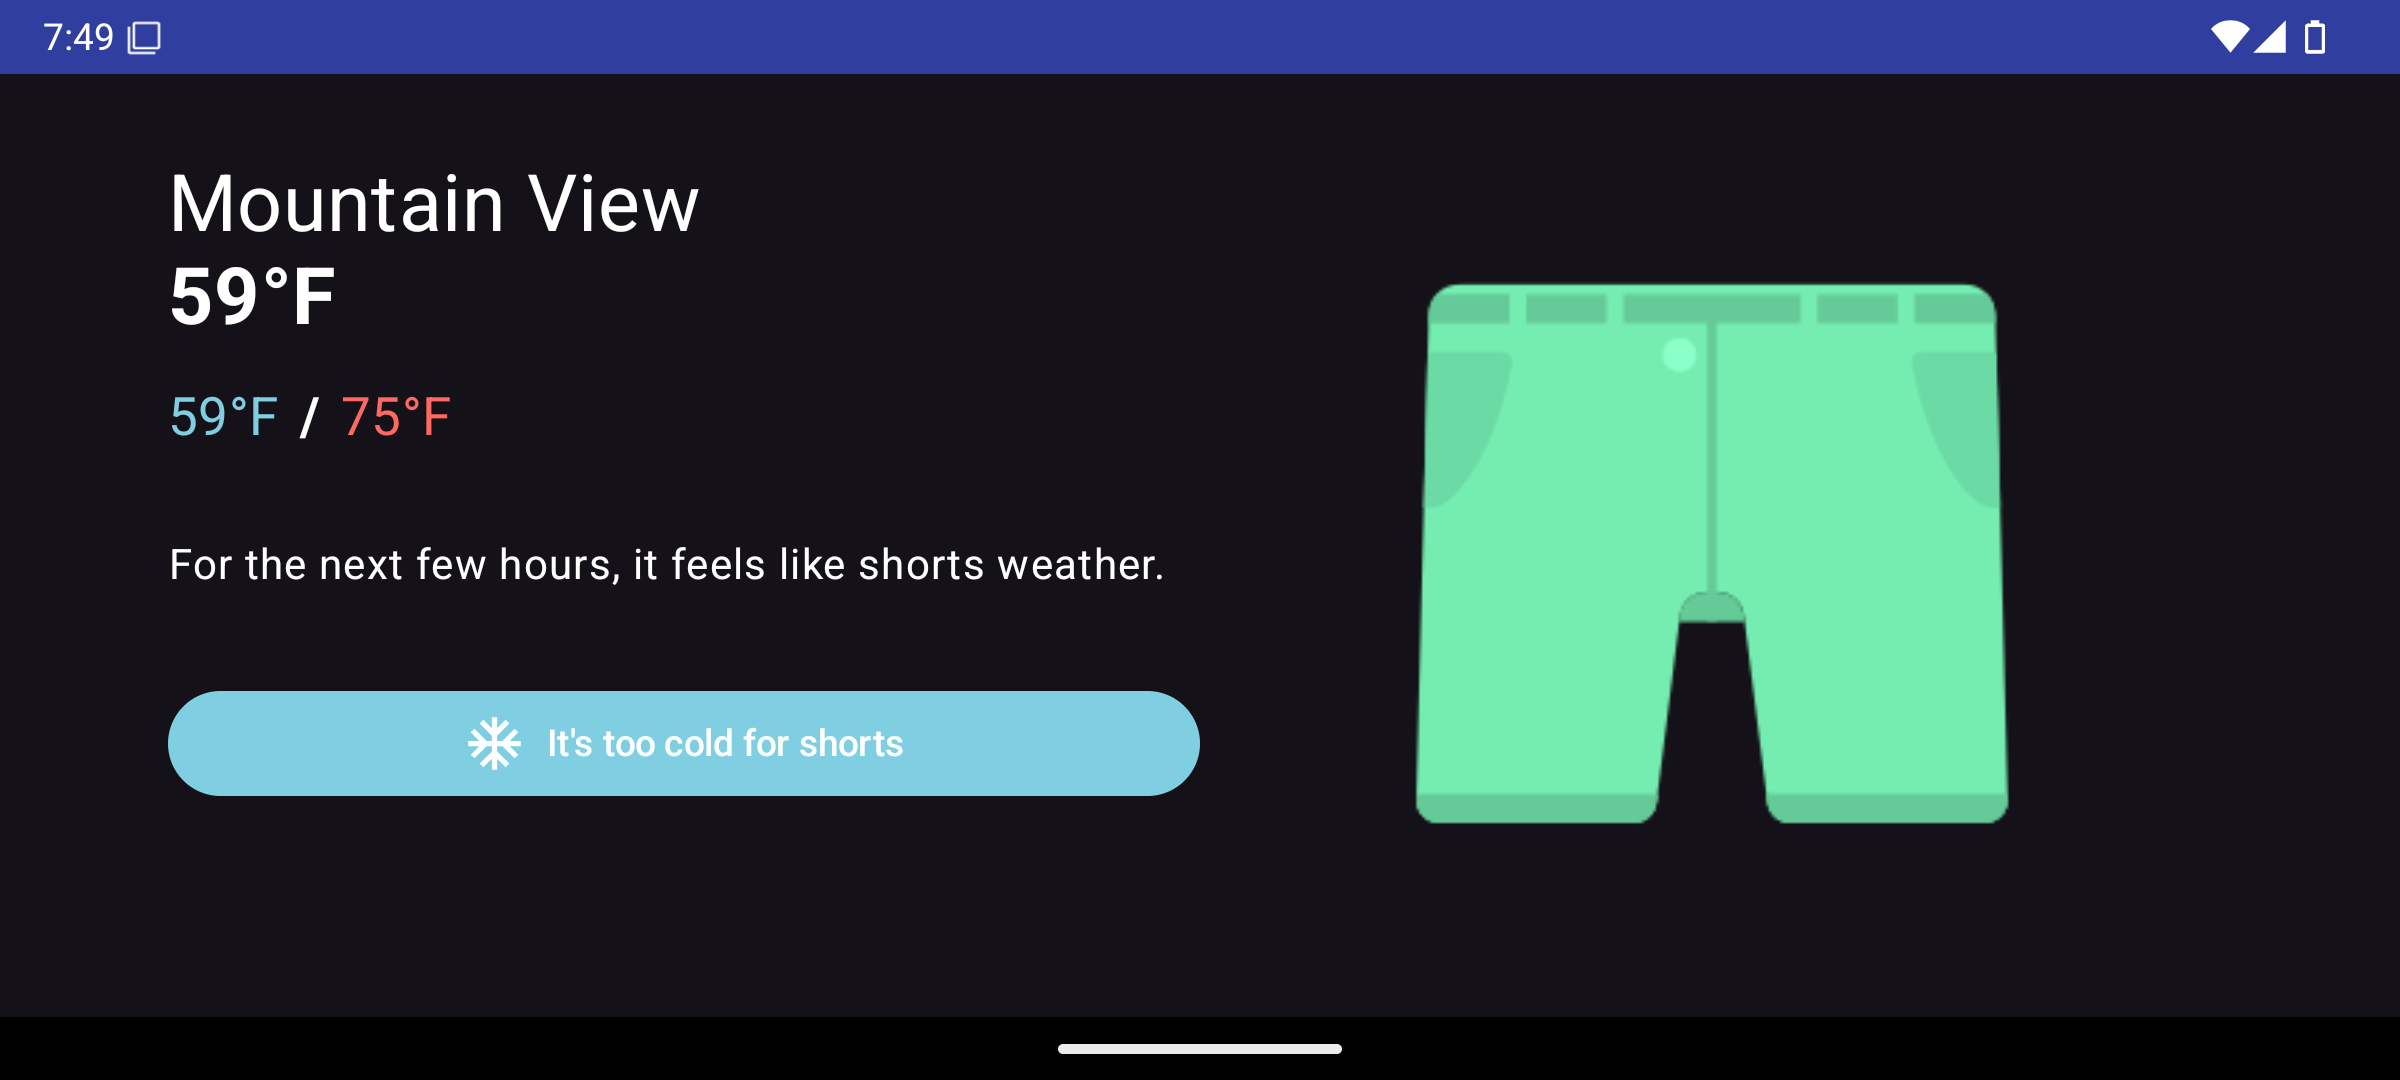 7:49
Mountain View
59°F
59°F / 75°F
For the next few hours, it feels like shorts weather.
It's too cold for shorts